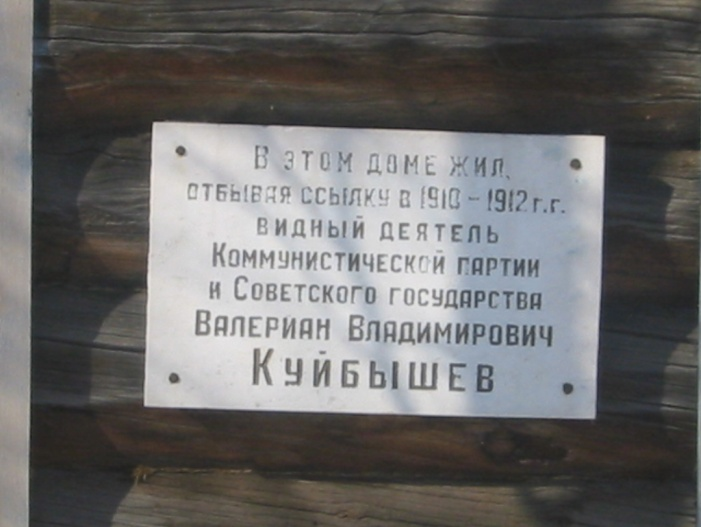 В этом доме жил,
отбывая ссылку в 1910 – 1912 г.г.
видный деятель
Коммунистической партии
и Советского государства
Валериан Владимирович
Куйбышев